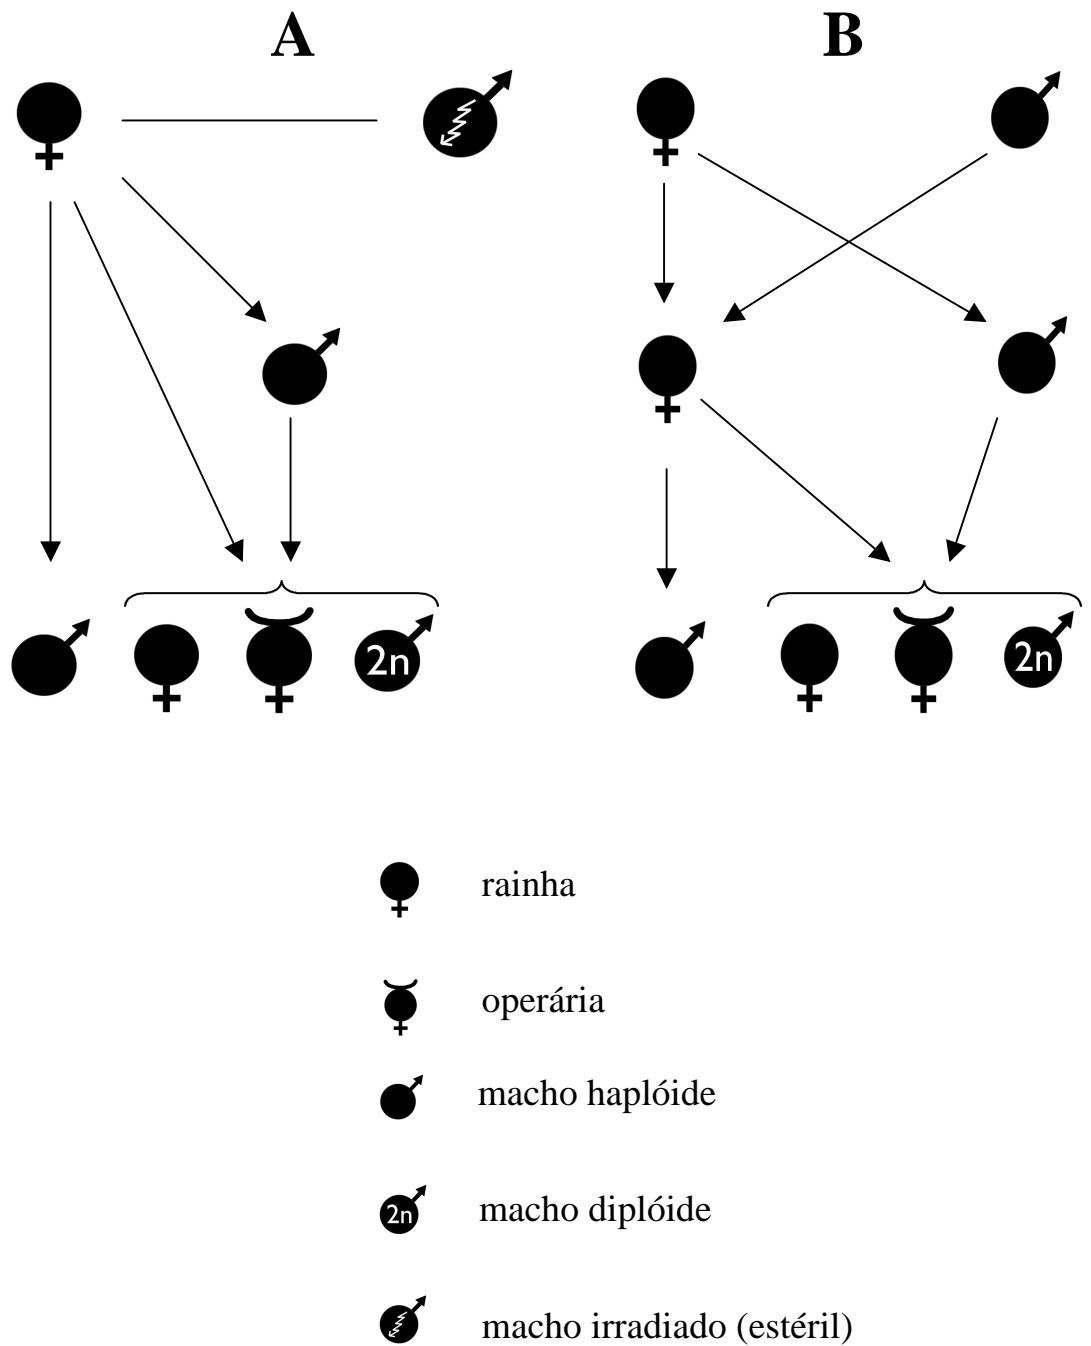 A
B
2n
2n
rainha
operária
macho haplóide
2n
macho diplóide
macho irradiado (estéril)